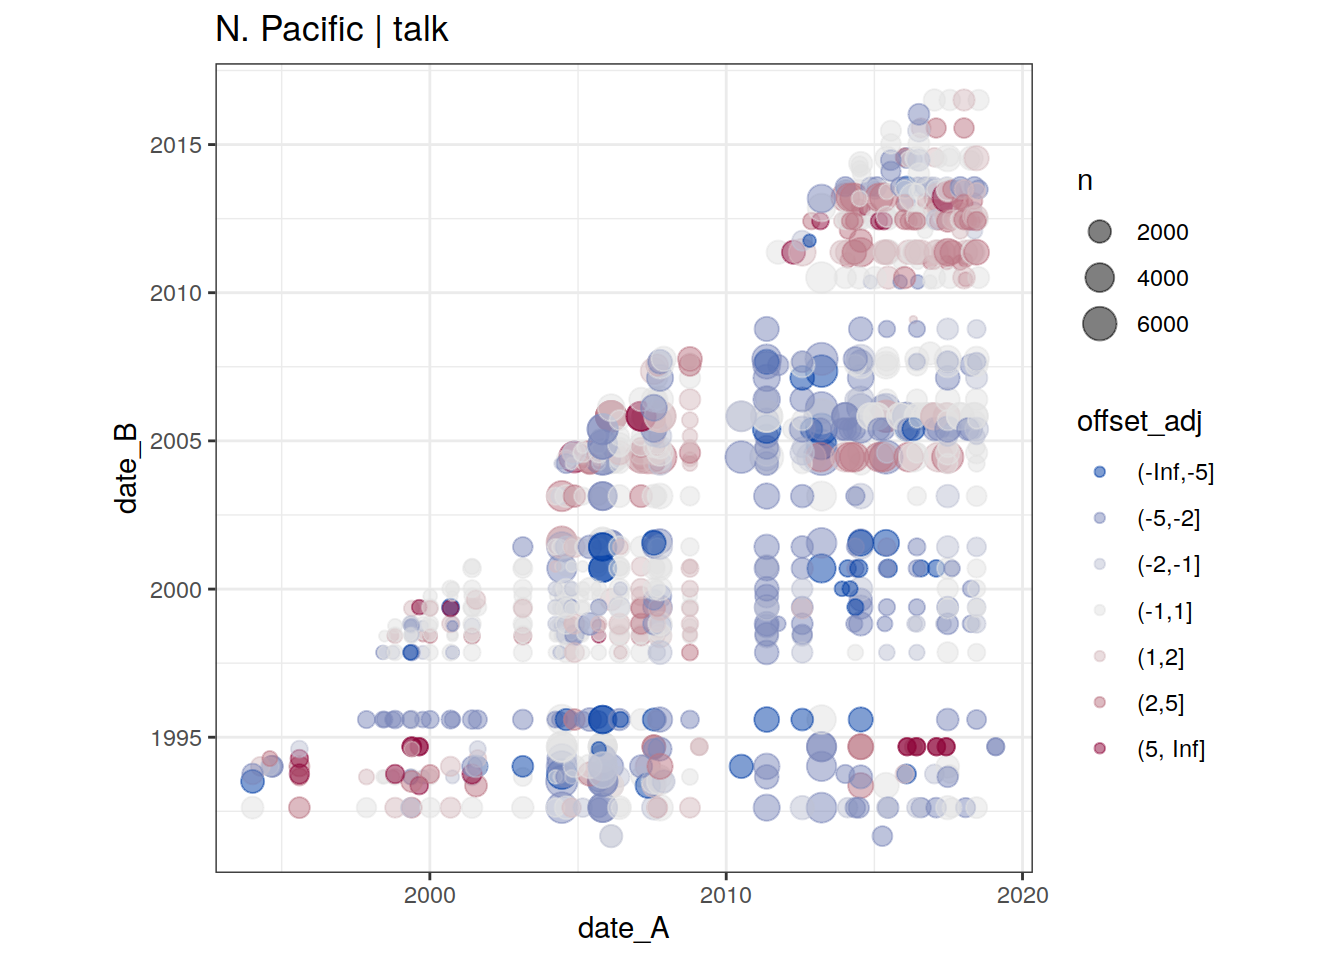 N. Pacific | talk
2015
2010
2005
2000
1995
date_B
2000
2010
2020
date_A
n
2000
4000
6000
offset_adj
(-Inf,-5]
(-5,-2]
(-2,-1]
(-1,1]
(1,2]
(2,5]
(5, Inf]